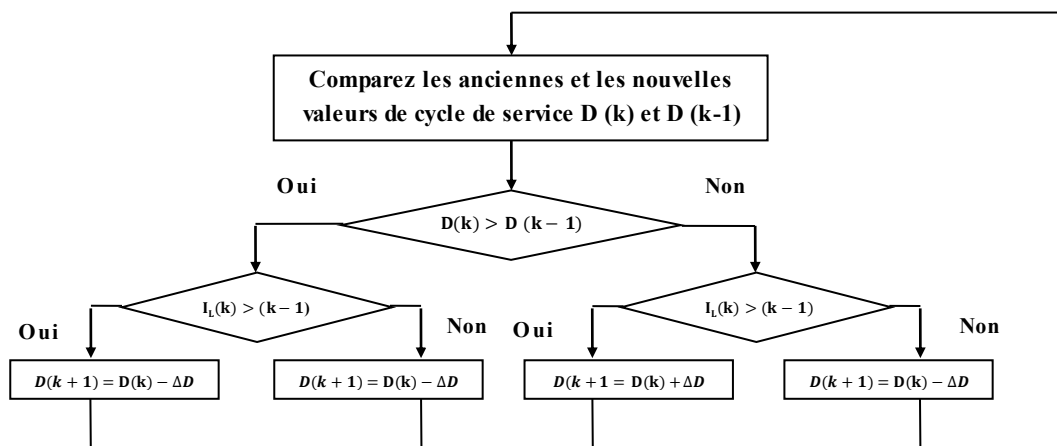 Comparez les anciennes et les nouvelles
valeurs de cycle de service D (k) et D (k-1)
Oui
Non
D(k) > D (k − 1)
I_L(k) > (k − 1)
I_L(k) > (k − 1)
Oui
Non
Oui
Non
D(k + 1) = D(k) − ΔD
D(k + 1) = D(k) − ΔD
D(k + 1 = D(k) + ΔD
D(k + 1) = D(k) − ΔD